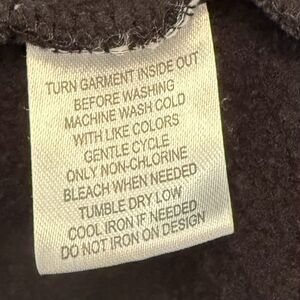 TURN GARMENT INSIDE OUT
BEFORE WASHING
MACHINE WASH COLD
WITH LIKE COLORS
GENTLE CYCLE
ONLY NON-CHLORINE
BLEACH WHEN NEEDED
TUMBLE DRY LOW
COOL IRON IF NEEDED
DO NOT IRON ON DESIGN